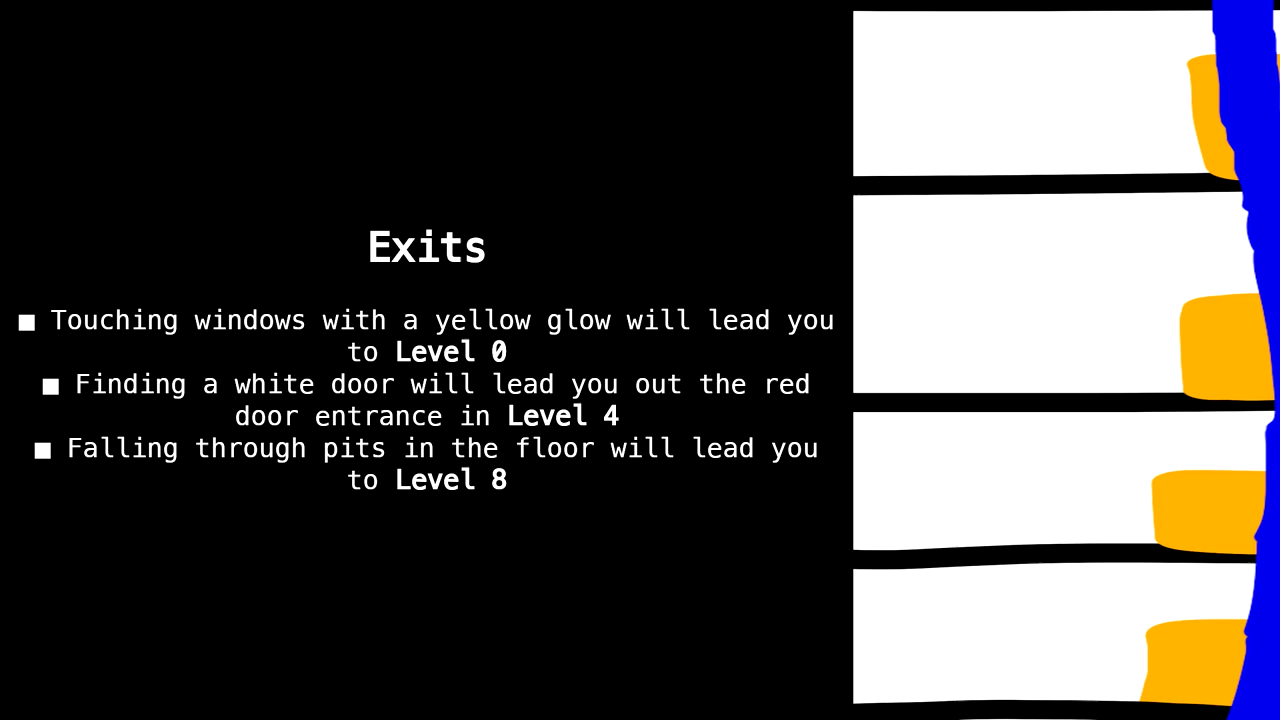 Exits
■ Touching windows with a yellow glow will lead you
to Level 0
■ Finding a white door will lead you out the red
door entrance in Level 4
■ Falling through pits in the floor will lead you
to Level 8